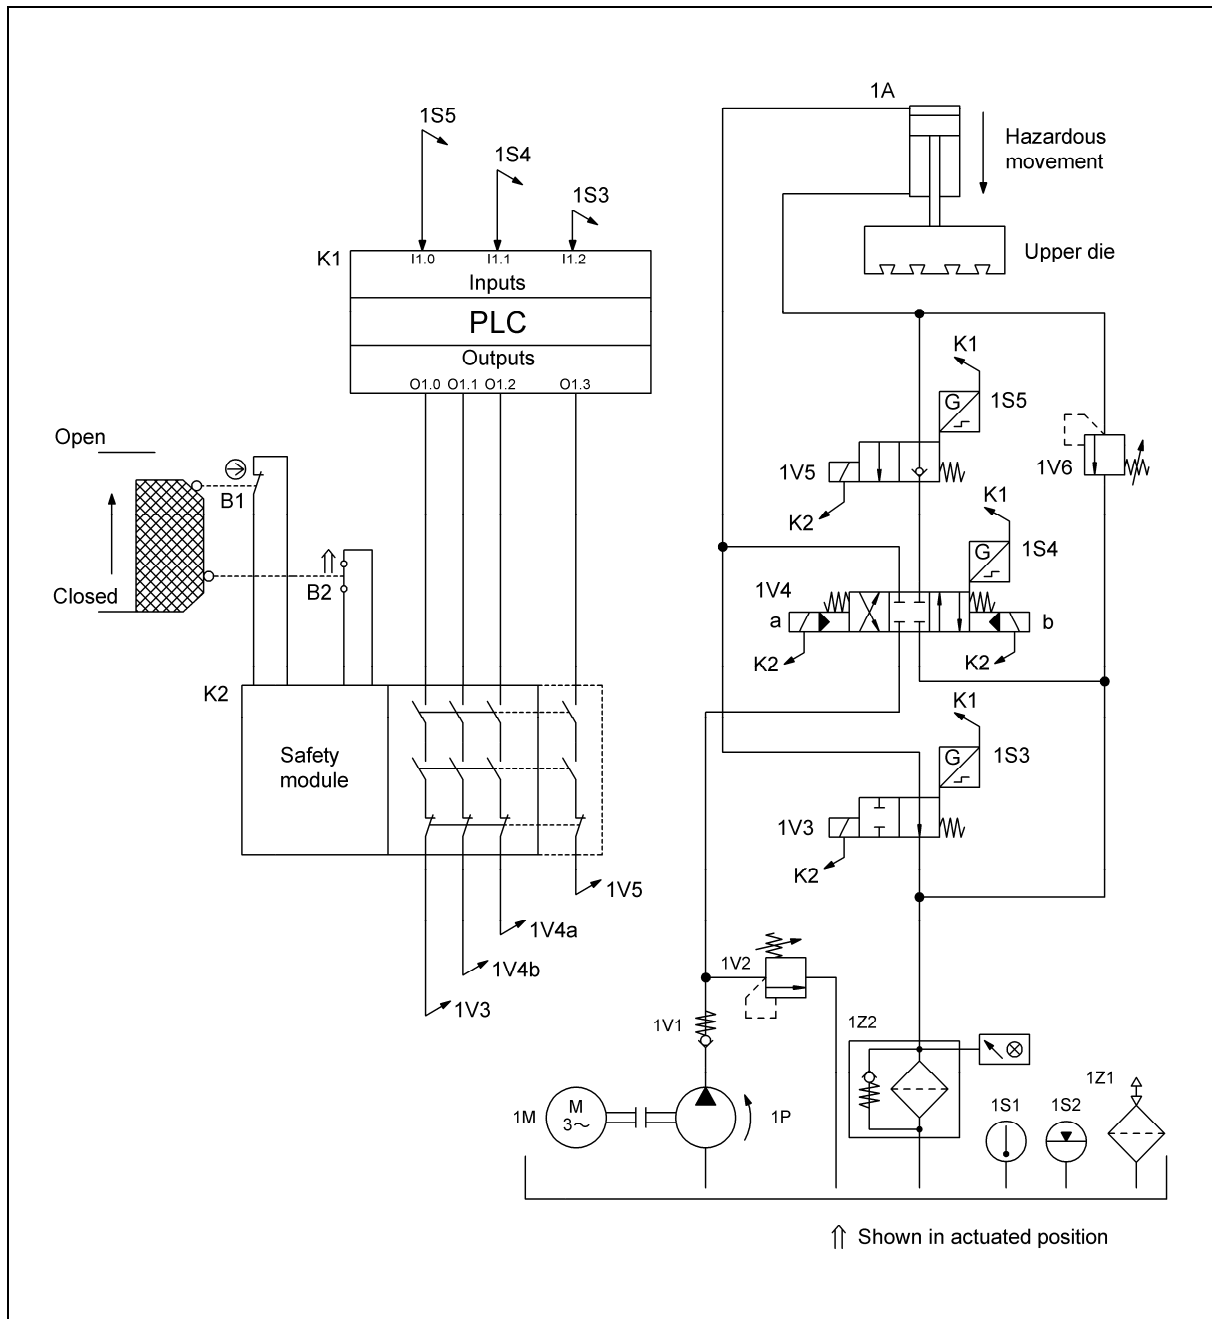 1A
1S5
Hazardous
movement
1S4
1S3
K1
I1.0 I1.1 I1.2
Inputs
Upper die
PLC
Outputs
O1.0 O1.1 O1.2 O1.3
K1
G
1S5
Open
1V5
1V6
B1
K2
K1
G
1S4
1V4
Closed
B2
a
b
K2
K2
K2
K1
Safety
module
G
1S3
1V3
K2
1V5
1V4a
1V4b
1V3
1V2
1V1
1Z2
1Z1
1M
M
3~
1P
1S1
1S2
⇑ Shown in actuated position